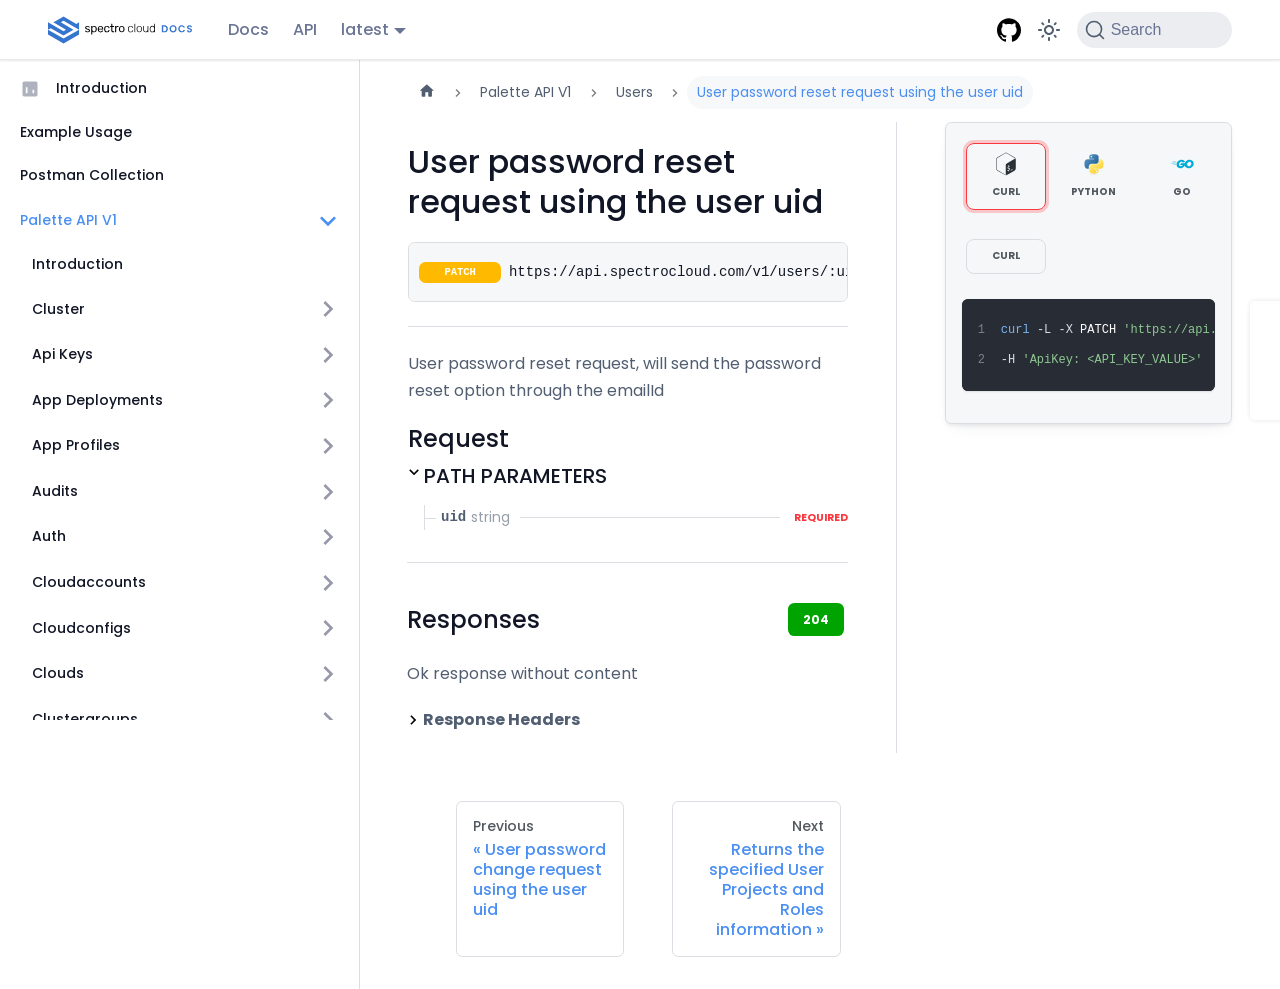 spectro cloud DOCS
Docs
API
latest
Search
Introduction
Example Usage
Postman Collection
Palette API V1
Introduction
Cluster
Api Keys
App Deployments
App Profiles
Audits
Auth
Cloudaccounts
Cloudconfigs
Clouds
Clustergroups
Palette API V1
Users
User password reset request using the user uid
User password reset
request using the user uid
PATCH https://api.spectrocloud.com/v1/users/:ui
User password reset request, will send the password
reset option through the emailId
Request
PATH PARAMETERS
uid string REQUIRED
Responses
204
Ok response without content
Response Headers
Previous
« User password
change request
using the user
uid
Next
Returns the
specified User
Projects and
Roles
information »
CURL
PYTHON
GO
CURL
1 curl -L -X PATCH 'https://api.
2 -H 'ApiKey: <API_KEY_VALUE>'